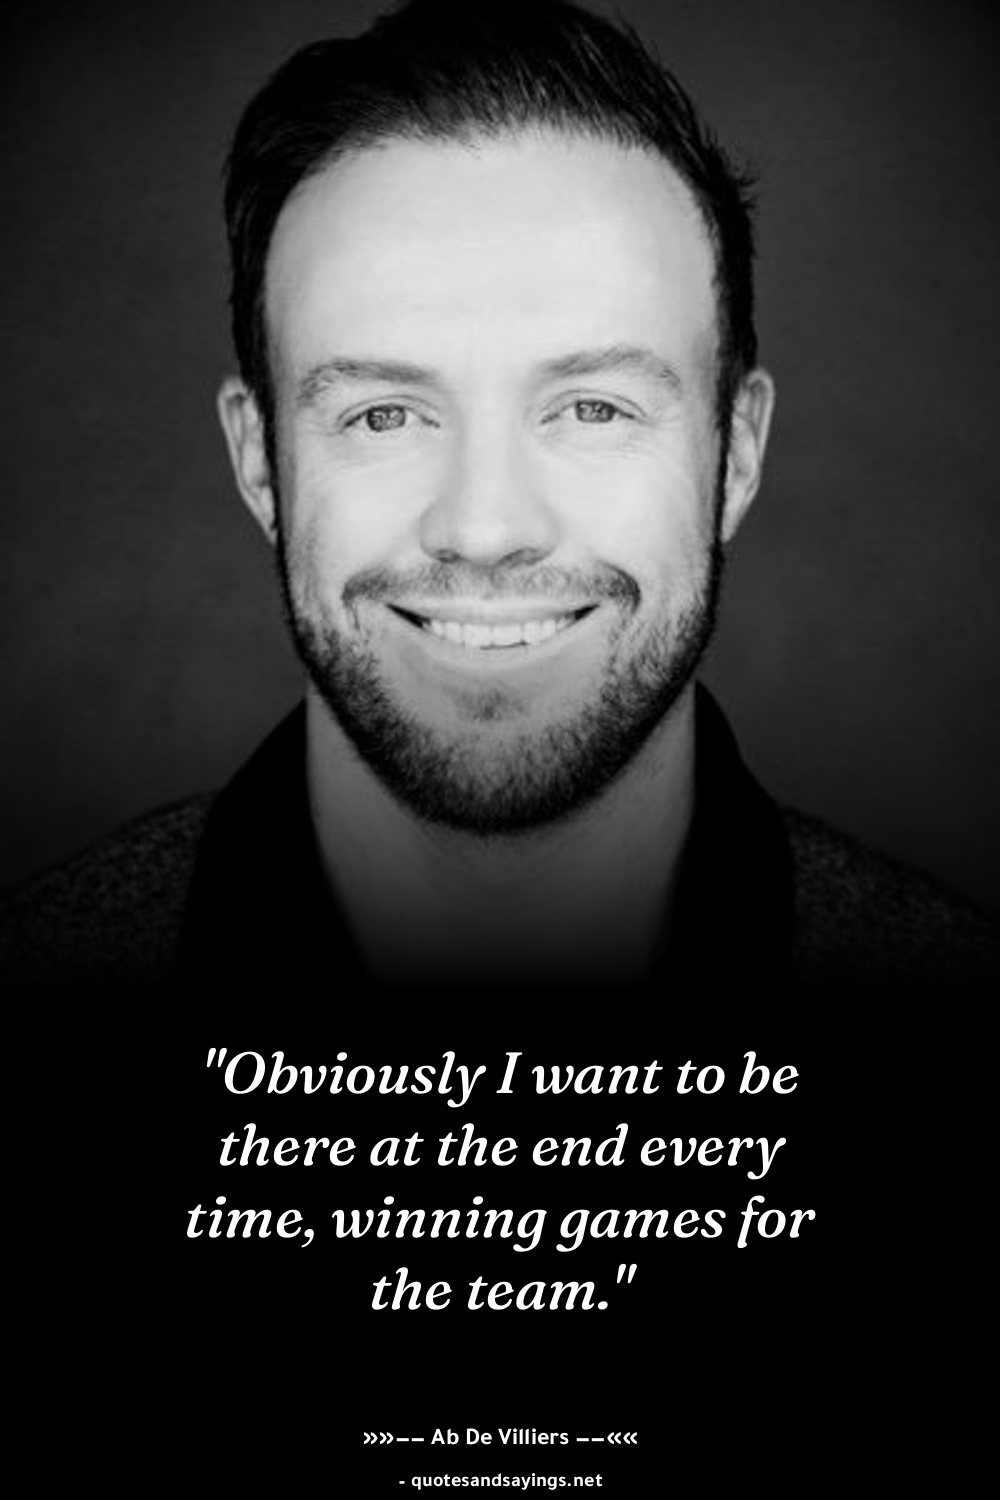 "Obviously I want to be
there at the end every
time, winning games for
the team."
»»–– Ab De Villiers ––««
- quotesandsayings.net